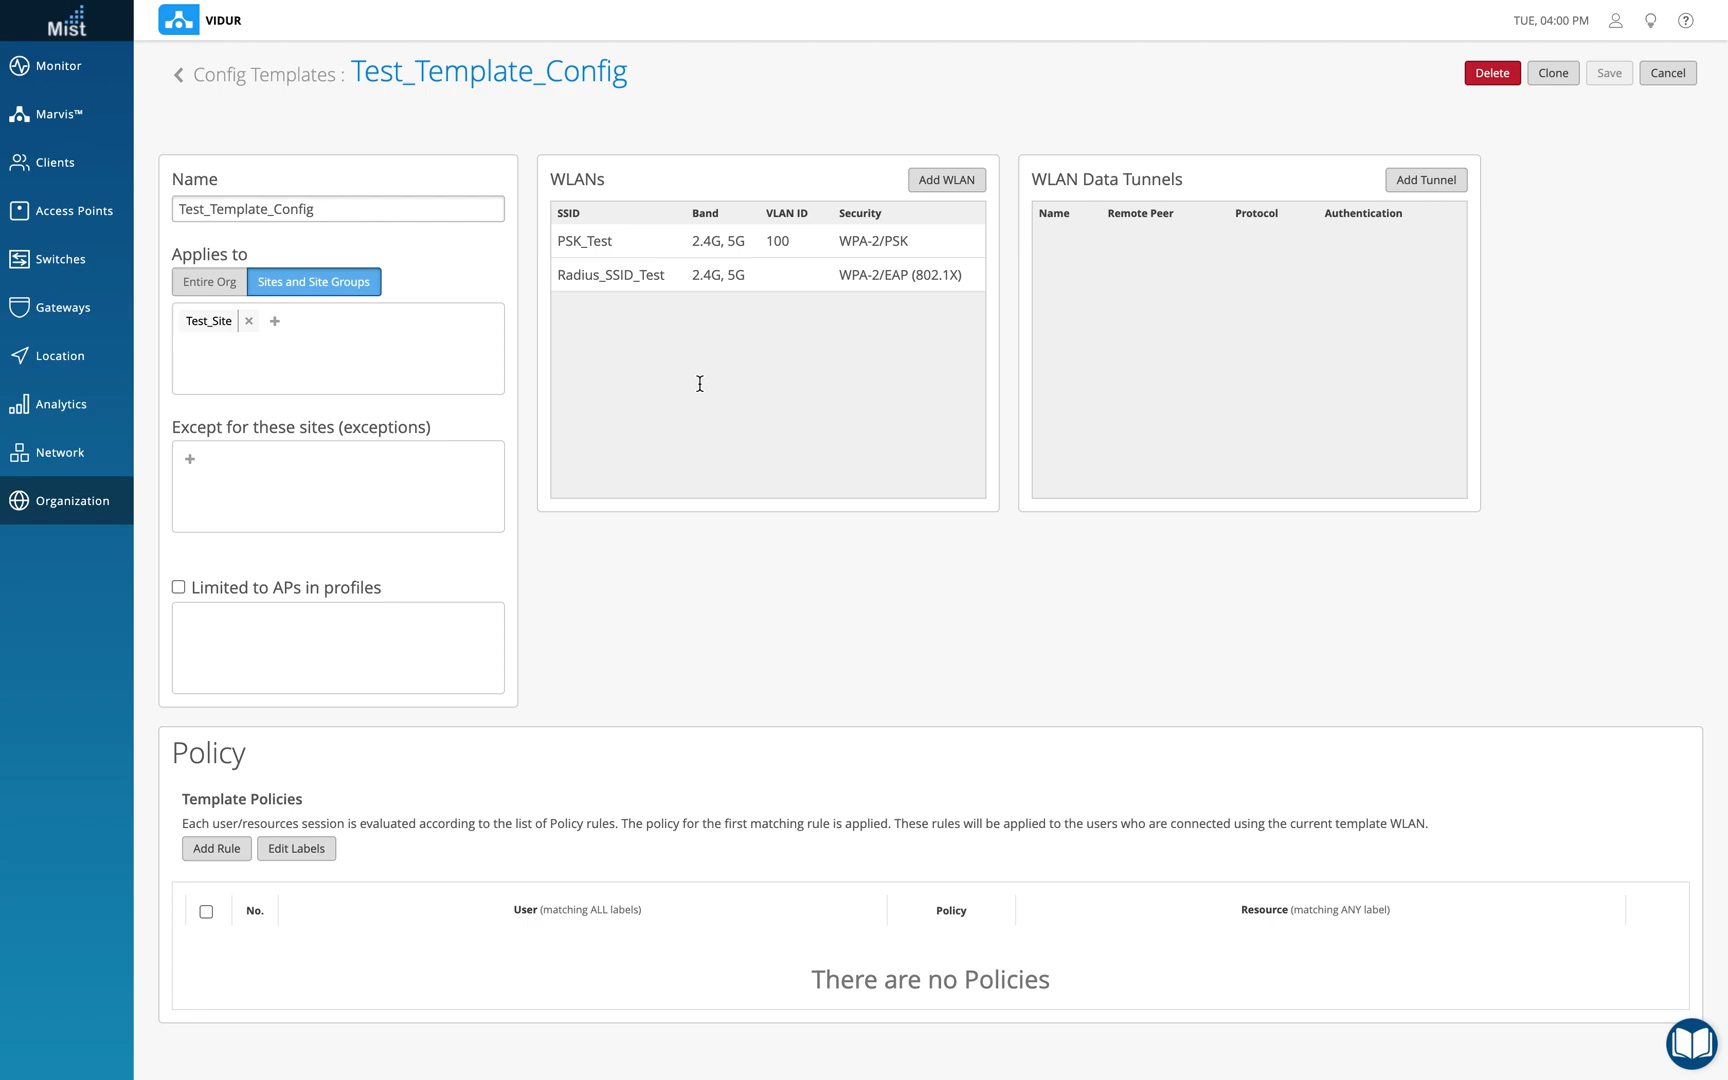 Mist
VIDUR
TUE, 04:00 PM
Monitor
Marvis™
Clients
Access Points
Switches
Gateways
Location
Analytics
Network
Organization
Config Templates : Test_Template_Config
Delete
Clone
Save
Cancel
Name
Test_Template_Config
Applies to
Entire Org
Sites and Site Groups
Test_Site
Except for these sites (exceptions)
Limited to APs in profiles
WLANs
Add WLAN
SSID Band VLAN ID Security
PSK_Test 2.4G, 5G 100 WPA-2/PSK
Radius_SSID_Test 2.4G, 5G WPA-2/EAP (802.1X)
WLAN Data Tunnels
Add Tunnel
Name Remote Peer Protocol Authentication
Policy
Template Policies
Each user/resources session is evaluated according to the list of Policy rules. The policy for the first matching rule is applied. These rules will be applied to the users who are connected using the current template WLAN.
Add Rule
Edit Labels
No. User (matching ALL labels) Policy Resource (matching ANY label)
There are no Policies